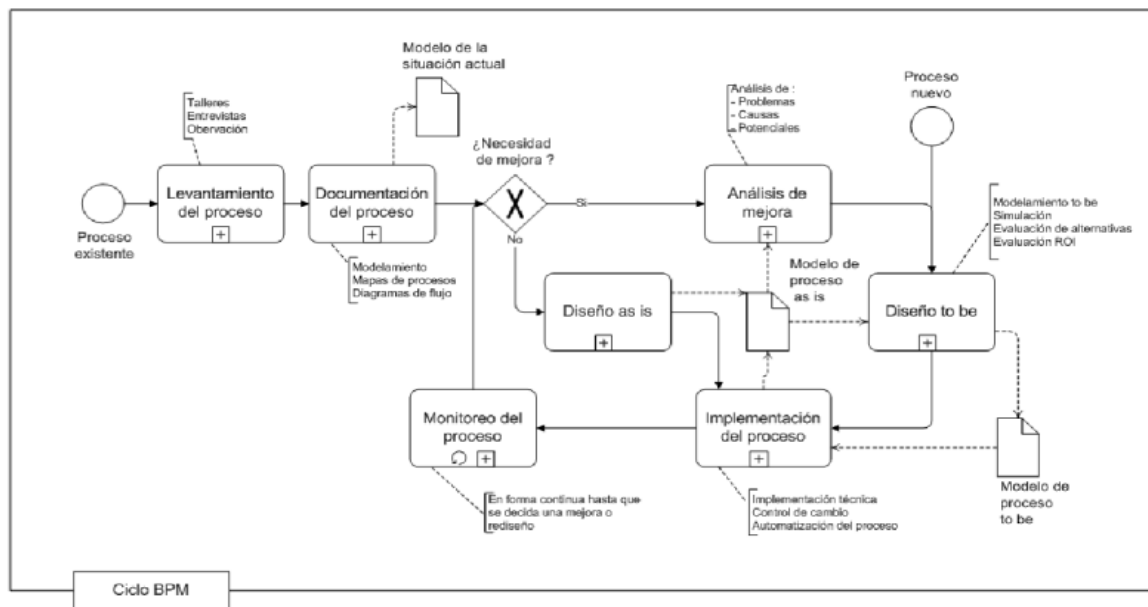 Modelo de la
situación actual
Talleres
Entrevistas
Obervación
Análisis de :
- Problemas
- Causas
- Potenciales
Proceso
nuevo
¿Necesidad
de mejora ?
Levantamiento
del proceso
Documentación
del proceso
X
Si
Análisis de
mejora
Proceso
existente
No
Modelamiento
Mapas de procesos
Diagramas de flujo
Modelamiento to be
Simulación
Evaluación de alternativas
Evaluación ROI
Diseño as is
Modelo de
proceso
as is
Diseño to be
Monitoreo del
proceso
Implementación
del proceso
En forma continua hasta que
se decida una mejora o
rediseño
Implementación técnica
Control de cambio
Automatización del proceso
Modelo de
proceso
to be
Ciclo BPM